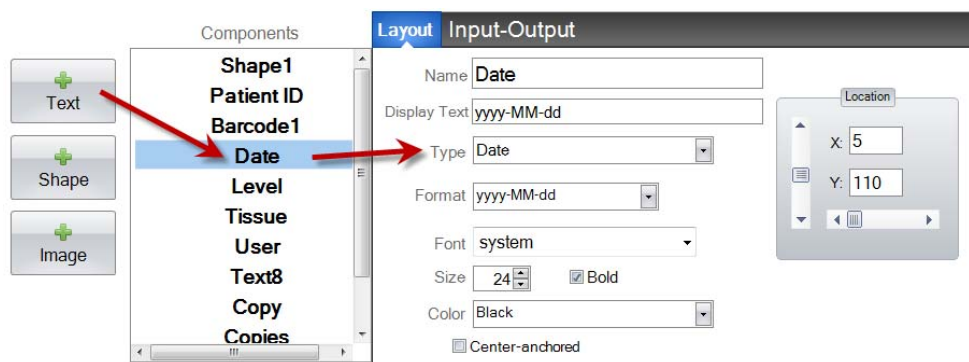 Components
Layout Input-Output
Text
Shape
Image
Shape1
Patient ID
Barcode1
Date
Level
Tissue
User
Text8
Copy
Copies
Name Date
Display Text yyyy-MM-dd
Type Date
Format yyyy-MM-dd
Font system
Size 24 Bold
Color Black
Center-anchored
Location
X: 5
Y: 110